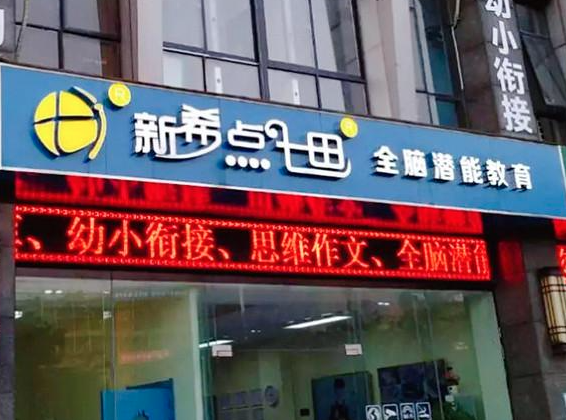 幼小衔接
新希点七田 全脑潜能教育
、幼小衔接、思维作文、全脑潜